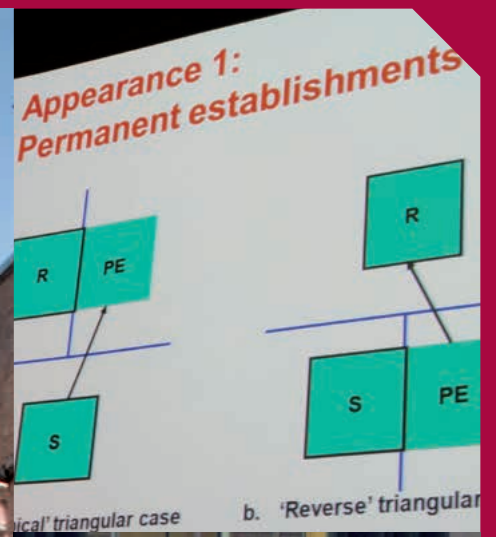 Appearance 1:
Permanent establishments
R PE
S
ical' triangular case
R
S PE
b. 'Reverse' triangular